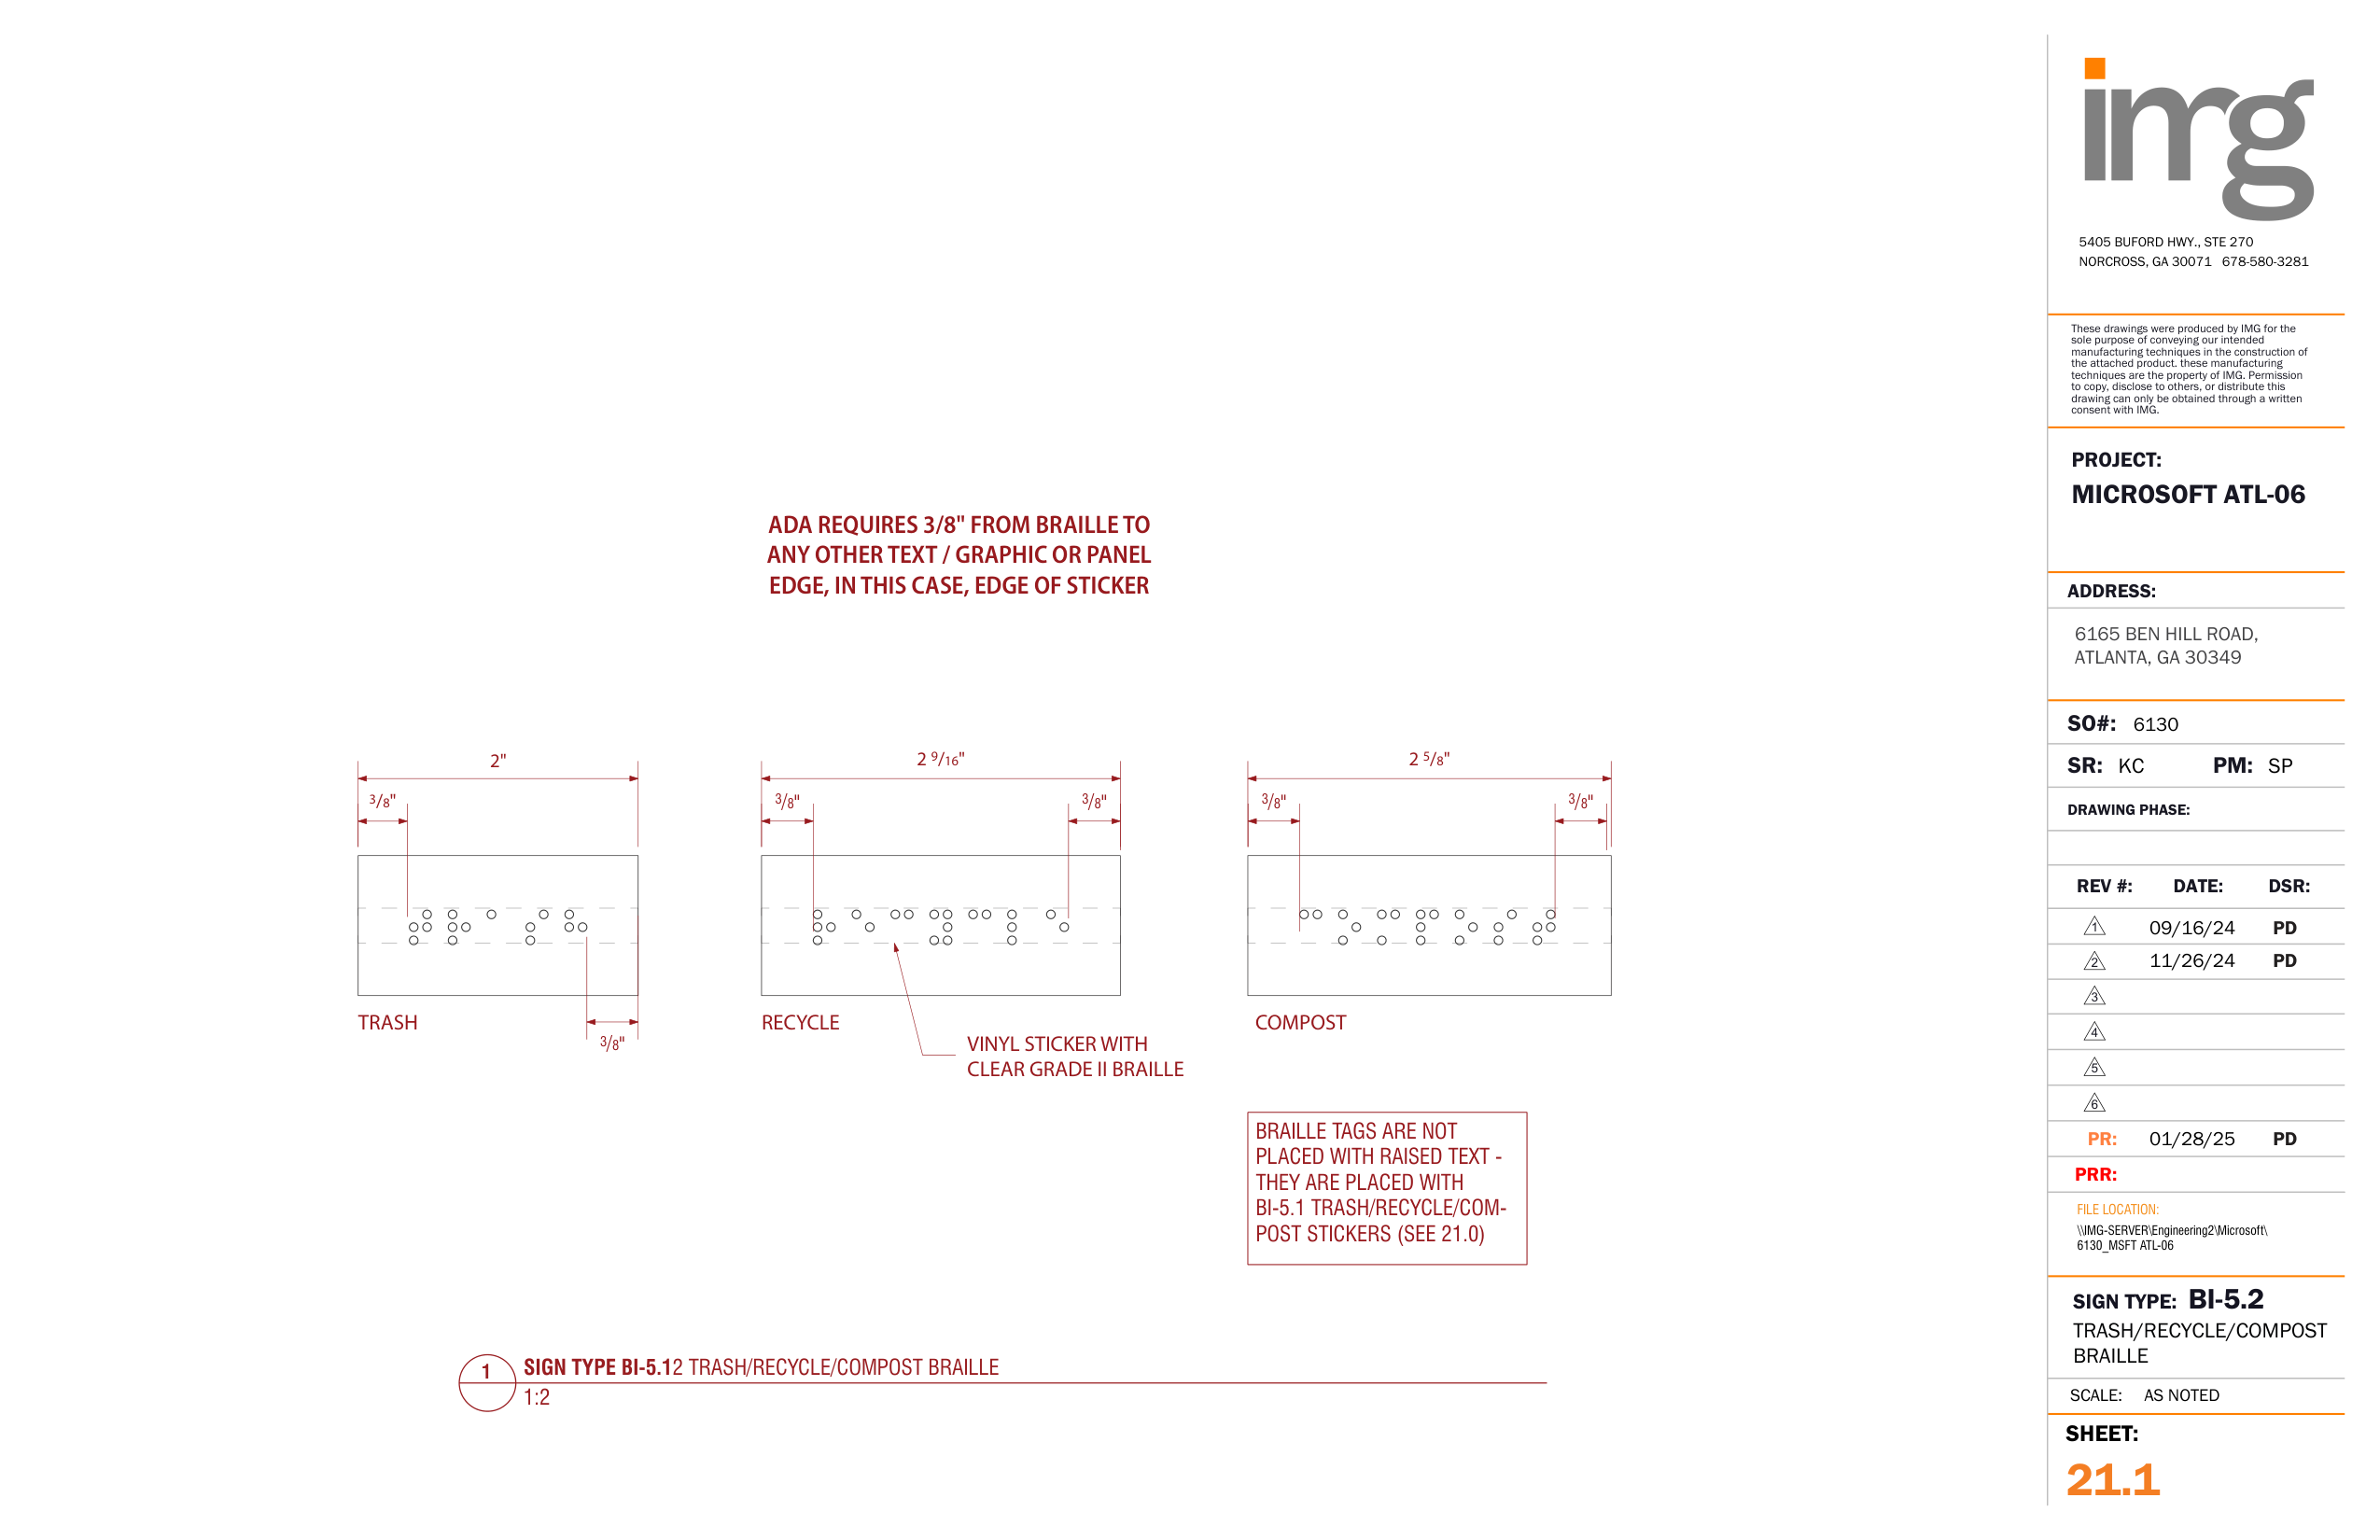 ADA REQUIRES 3/8" FROM BRAILLE TO
ANY OTHER TEXT / GRAPHIC OR PANEL
EDGE, IN THIS CASE, EDGE OF STICKER
2"
3/8"
3/8"
TRASH
2 9/16"
3/8"
3/8"
RECYCLE
VINYL STICKER WITH
CLEAR GRADE II BRAILLE
2 5/8"
3/8"
3/8"
COMPOST
BRAILLE TAGS ARE NOT
PLACED WITH RAISED TEXT -
THEY ARE PLACED WITH
BI-5.1 TRASH/RECYCLE/COM-
POST STICKERS (SEE 21.0)
1
SIGN TYPE BI-5.12 TRASH/RECYCLE/COMPOST BRAILLE
1:2
img
5405 BUFORD HWY., STE 270
NORCROSS, GA 30071 678-580-3281
These drawings were produced by IMG for the
sole purpose of conveying our intended
manufacturing techniques in the construction of
the attached product. these manufacturing
techniques are the property of IMG. Permission
to copy, disclose to others, or distribute this
drawing can only be obtained through a written
consent with IMG.
PROJECT:
MICROSOFT ATL-06
ADDRESS:
6165 BEN HILL ROAD,
ATLANTA, GA 30349
SO#: 6130
SR: KC PM: SP
DRAWING PHASE:
REV #: DATE: DSR:
1 09/16/24 PD
2 11/26/24 PD
3
4
5
6
PR: 01/28/25 PD
PRR:
FILE LOCATION:
\\IMG-SERVER\Engineering2\Microsoft\
6130_MSFT ATL-06
SIGN TYPE: BI-5.2
TRASH/RECYCLE/COMPOST
BRAILLE
SCALE: AS NOTED
SHEET:
21.1